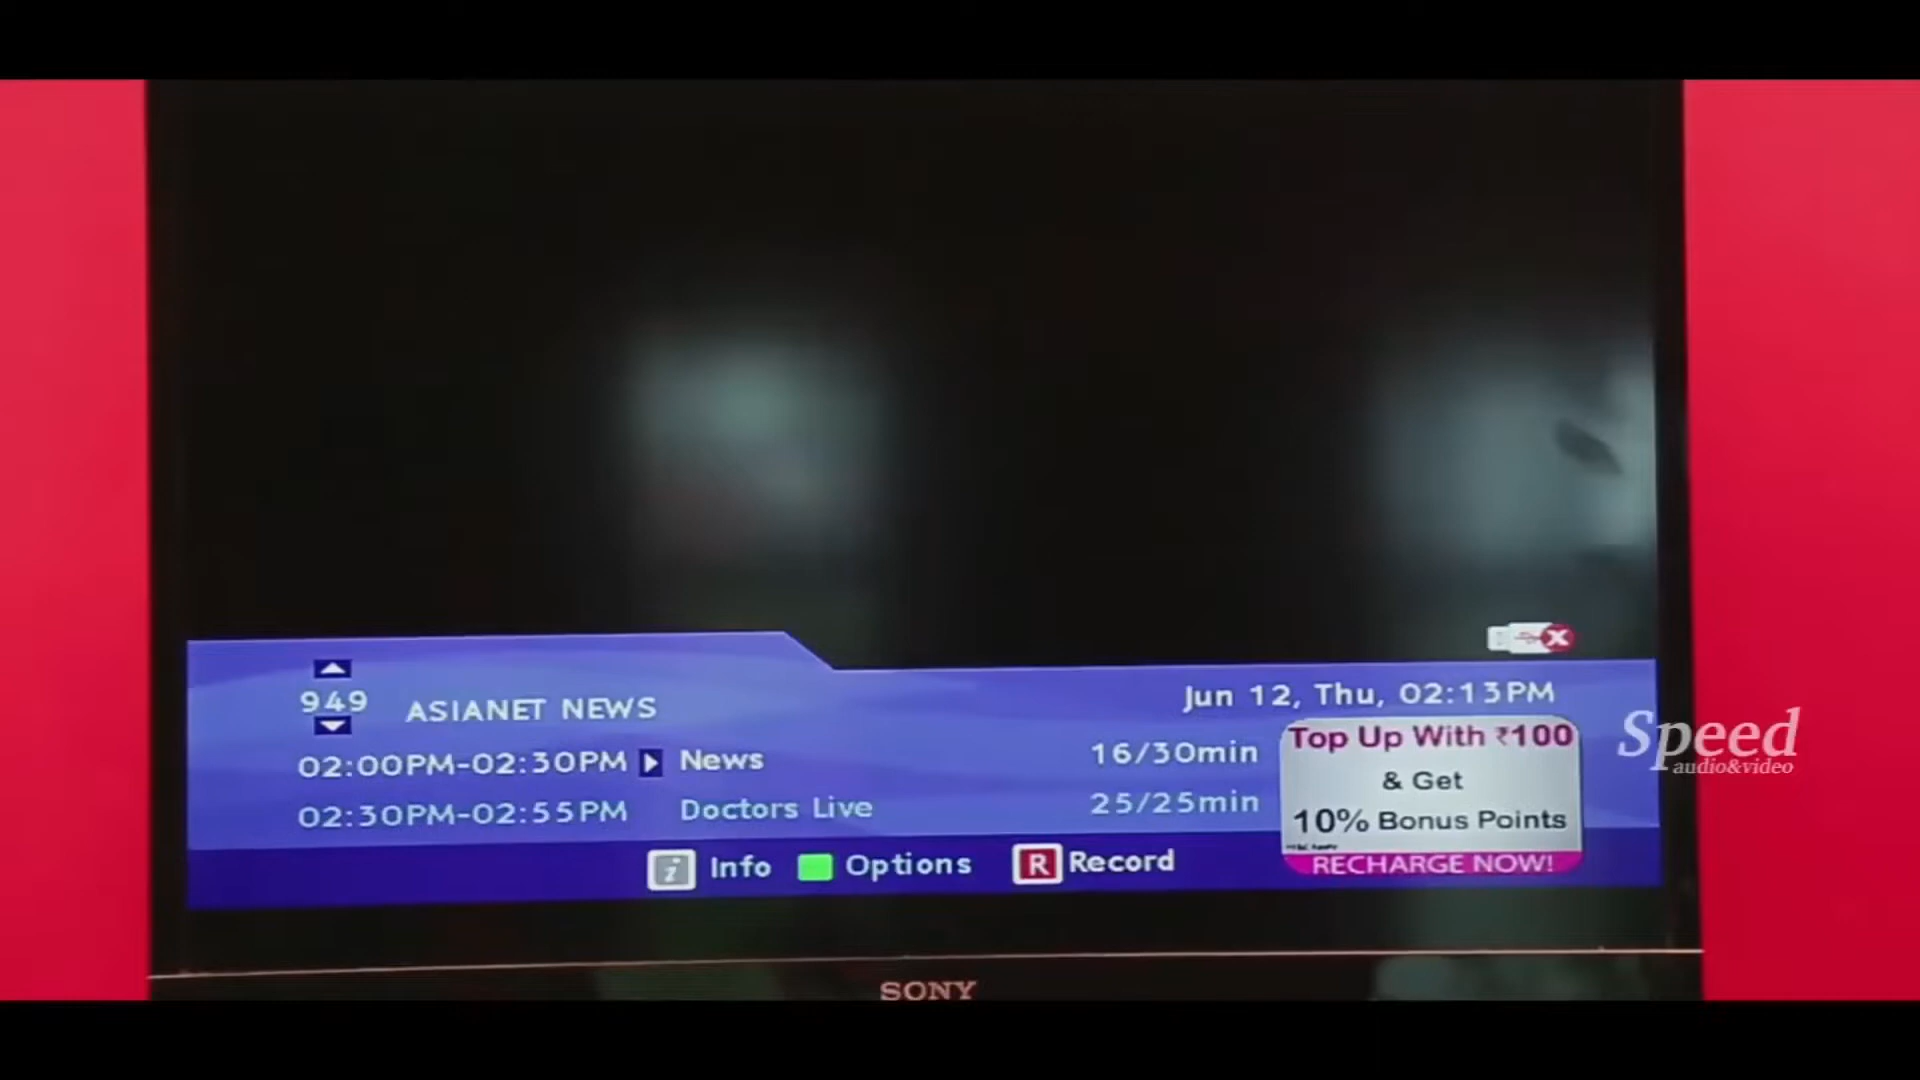 949 ASIANET NEWS
Jun 12, Thu, 02:13PM
02:00PM-02:30PM News 16/30min
02:30PM-02:55PM Doctors Live 25/25min
Top Up With ₹100
& Get
10% Bonus Points
RECHARGE NOW!
i Info Options R Record
Speed
audio&video
SONY